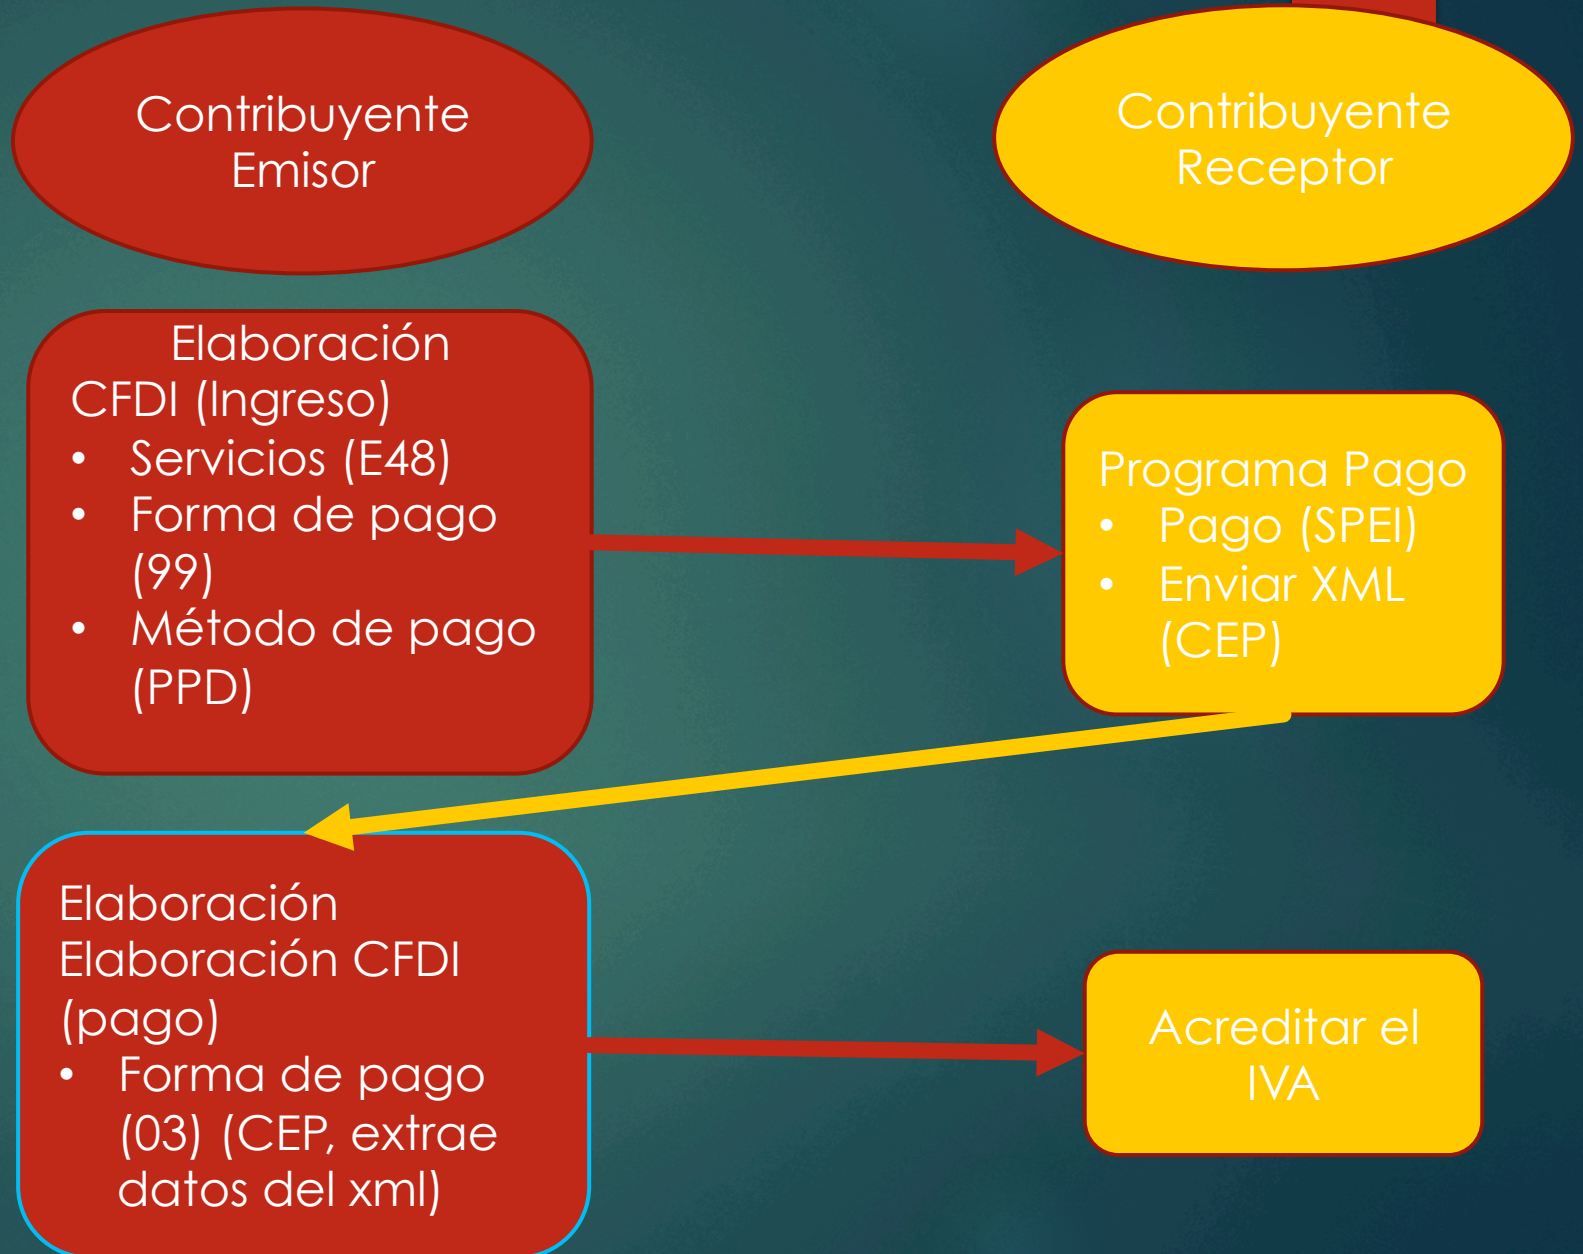 Contribuyente
Emisor
Contribuyente
Receptor
Elaboración
CFDI (Ingreso)
• Servicios (E48)
• Forma de pago
(99)
• Método de pago
(PPD)
Programa Pago
• Pago (SPEI)
• Enviar XML
(CEP)
Elaboración
Elaboración CFDI
(pago)
• Forma de pago
(03) (CEP, extrae
datos del xml)
Acreditar el
IVA